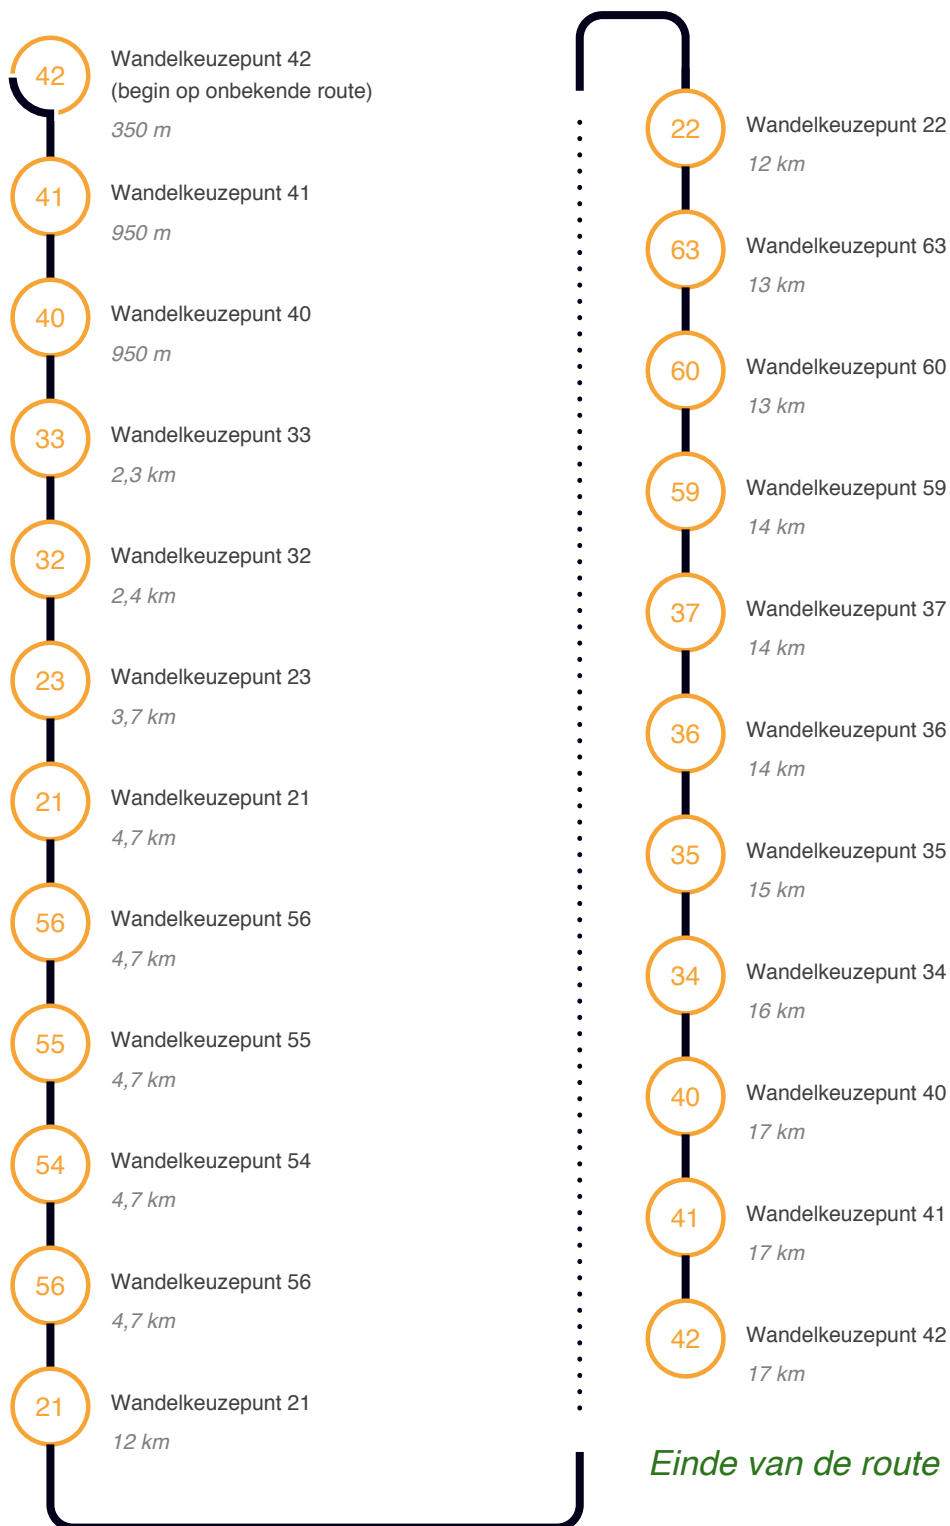 42
Wandelkeuzepunt 42
(begin op onbekende route)
350 m
41
Wandelkeuzepunt 41
950 m
40
Wandelkeuzepunt 40
950 m
33
Wandelkeuzepunt 33
2,3 km
32
Wandelkeuzepunt 32
2,4 km
23
Wandelkeuzepunt 23
3,7 km
21
Wandelkeuzepunt 21
4,7 km
56
Wandelkeuzepunt 56
4,7 km
55
Wandelkeuzepunt 55
4,7 km
54
Wandelkeuzepunt 54
4,7 km
56
Wandelkeuzepunt 56
4,7 km
21
Wandelkeuzepunt 21
12 km
22
Wandelkeuzepunt 22
12 km
63
Wandelkeuzepunt 63
13 km
60
Wandelkeuzepunt 60
13 km
59
Wandelkeuzepunt 59
14 km
37
Wandelkeuzepunt 37
14 km
36
Wandelkeuzepunt 36
14 km
35
Wandelkeuzepunt 35
15 km
34
Wandelkeuzepunt 34
16 km
40
Wandelkeuzepunt 40
17 km
41
Wandelkeuzepunt 41
17 km
42
Wandelkeuzepunt 42
17 km
Einde van de route